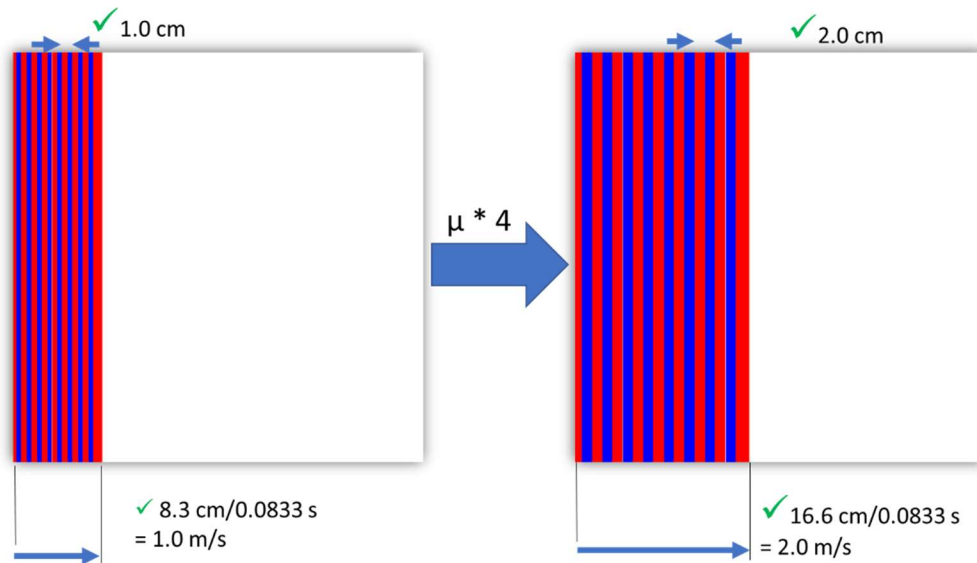 ✓ 1.0 cm
✓ 2.0 cm
μ * 4
✓ 8.3 cm/0.0833 s
= 1.0 m/s
✓ 16.6 cm/0.0833 s
= 2.0 m/s